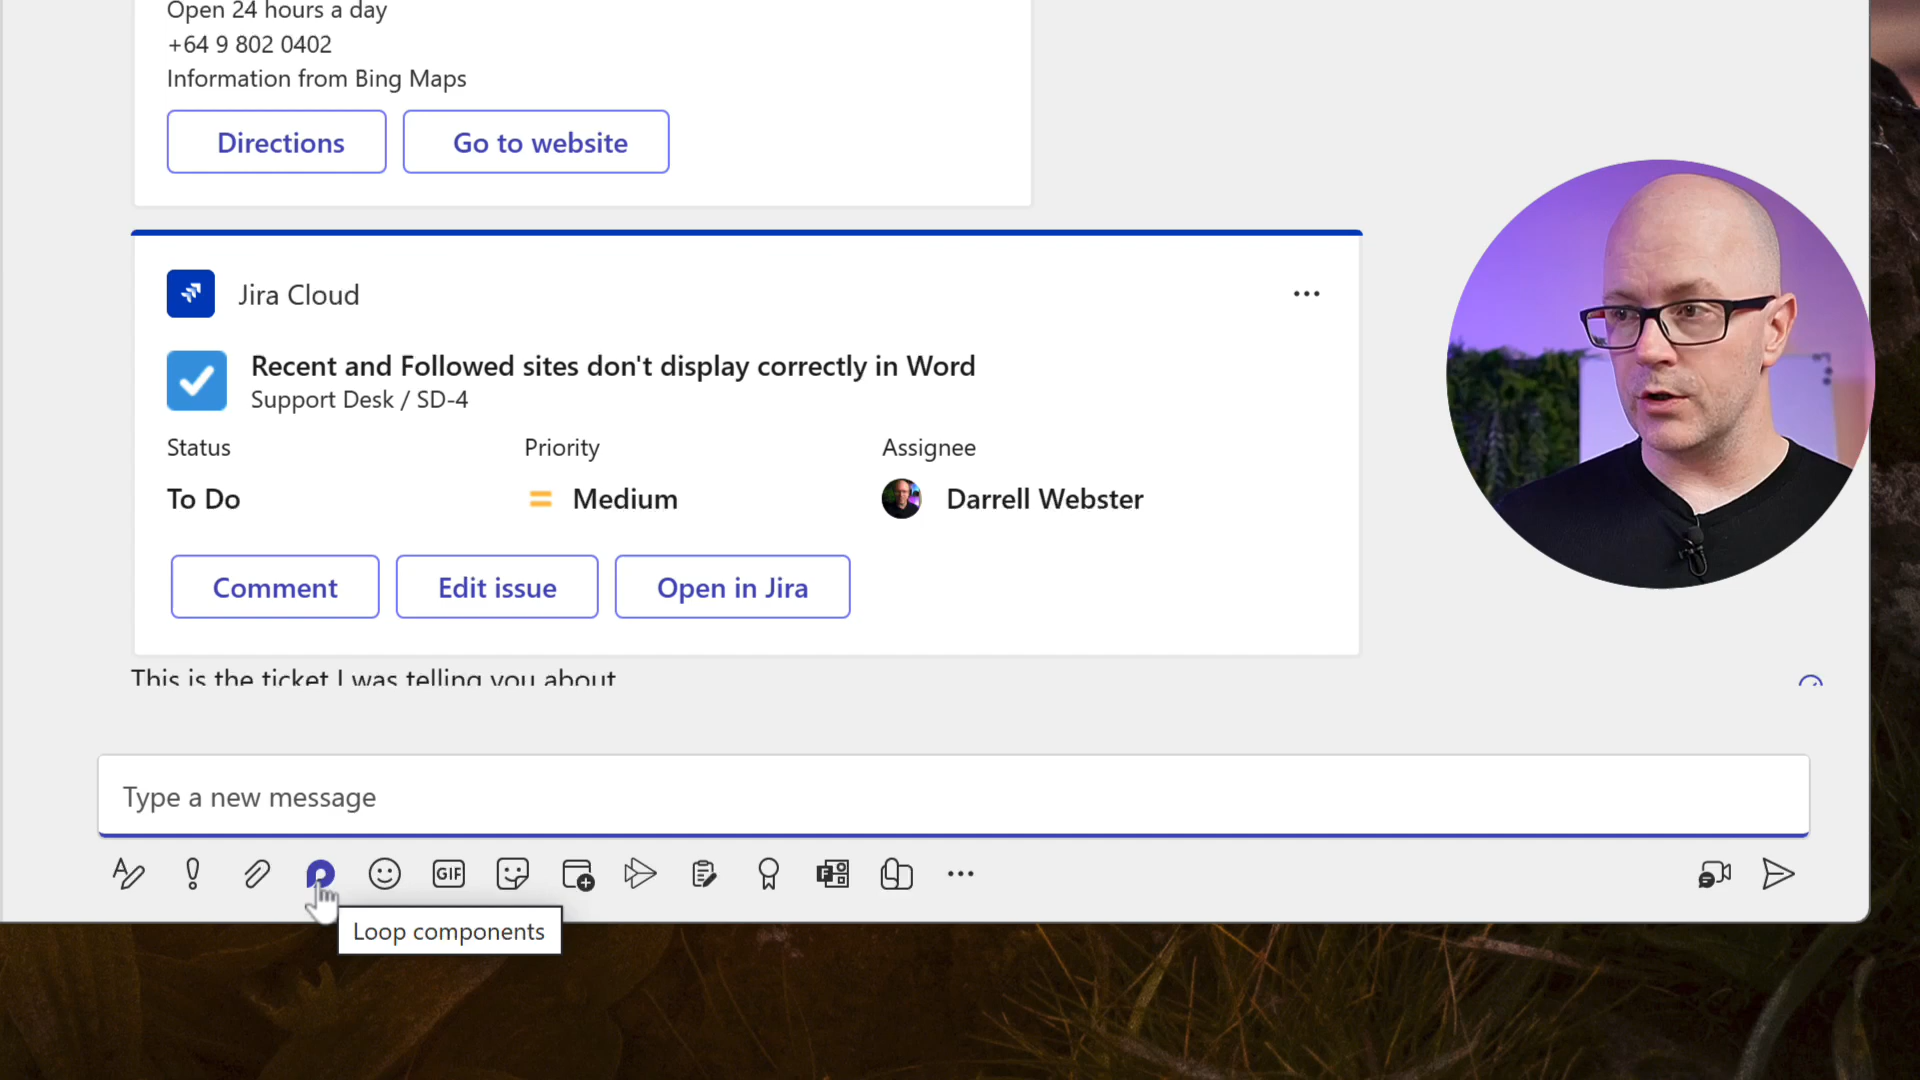 Open 24 hours a day
+64 9 802 0402
Information from Bing Maps
Directions Go to website
Jira Cloud
Recent and Followed sites don't display correctly in Word
Support Desk / SD-4
Status Priority Assignee
To Do Medium Darrell Webster
Comment Edit issue Open in Jira
This is the ticket I was telling you about
Type a new message
GIF
Loop components